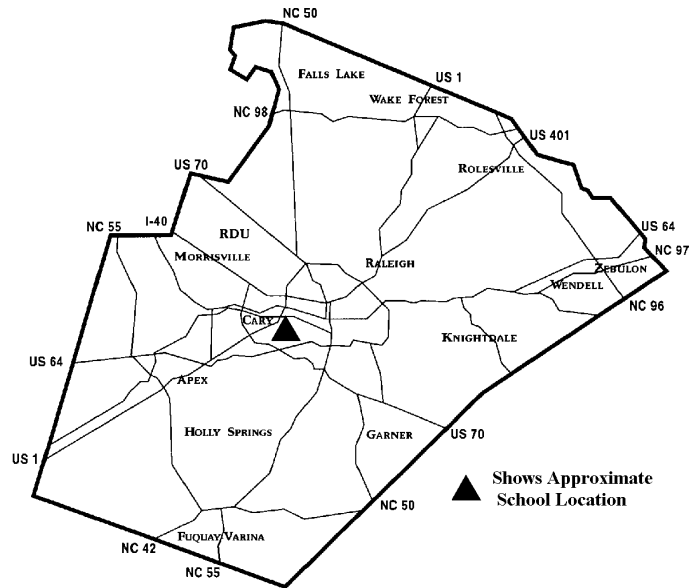 NC 50
FALLS LAKE
US 1
WAKE FOREST
NC 98
US 401
US 70
ROLESVILLE
NC 55
I-40
RDU
US 64
MORRISVILLE
RALEIGH
NC 97
ZEBULON
WENDELL
NC 96
CARY
KNIGHTDALE
US 64
APEX
HOLLY SPRINGS
GARNER
US 70
US 1
Shows Approximate
School Location
NC 50
FUQUAY VARINA
NC 42
NC 55